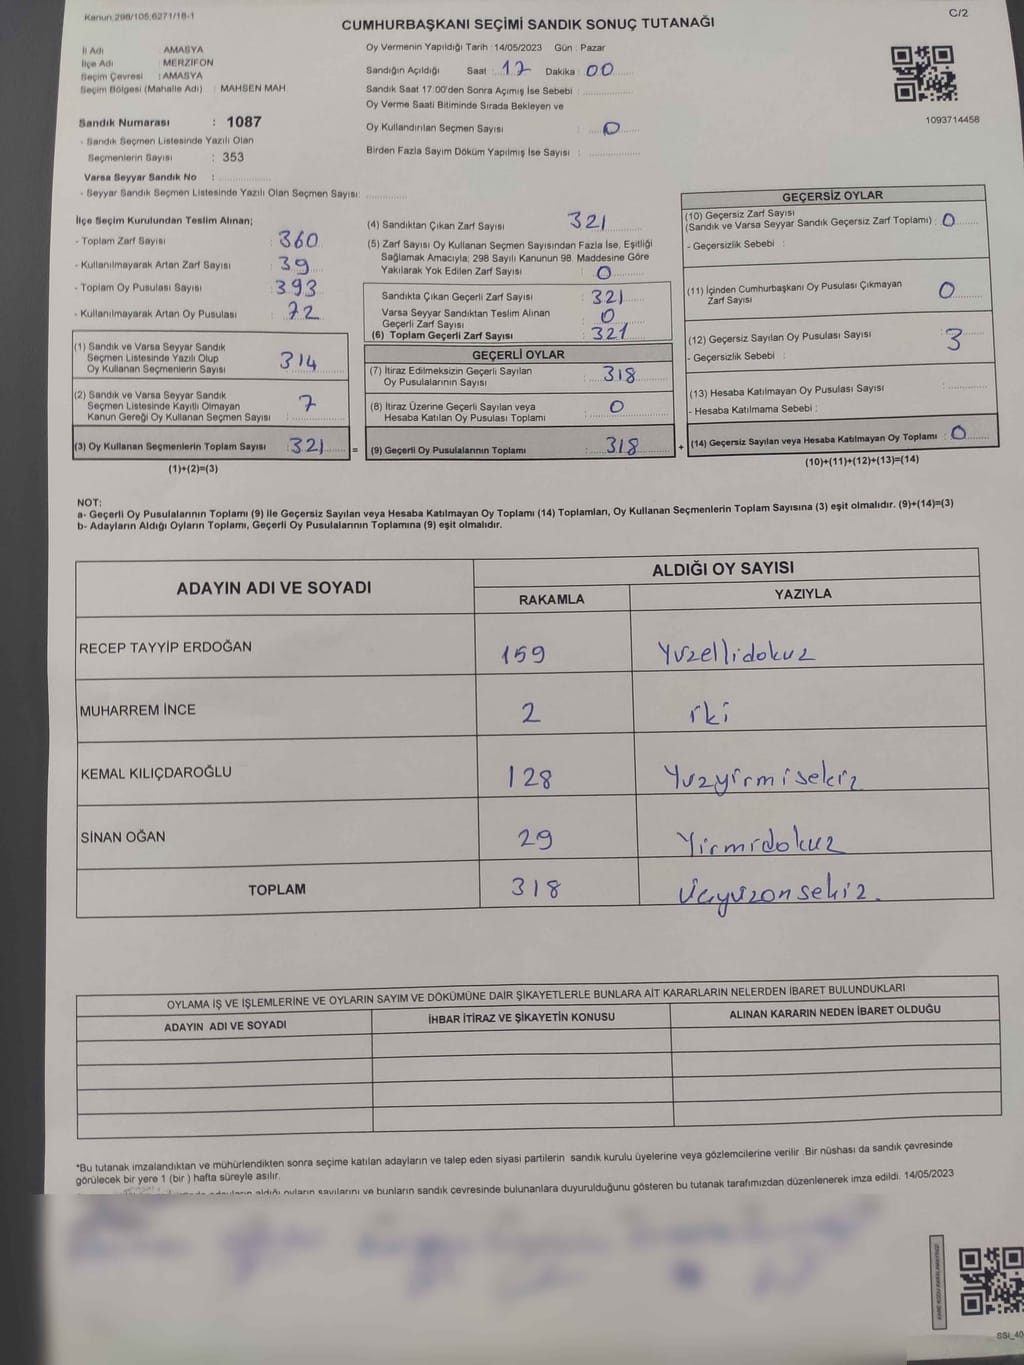 Kanun:298/105,6271/18-1
C/2
CUMHURBAŞKANI SEÇİMİ SANDIK SONUÇ TUTANAĞI
İl Adı : AMASYA
İlçe Adı : MERZİFON
Seçim Çevresi : AMASYA
Seçim Bölgesi (Mahalle Adı) : MAHSEN MAH
Sandık Numarası : 1087
- Sandık Seçmen Listesinde Yazılı Olan
Seçmenlerin Sayısı : 353
Varsa Seyyar Sandık No :
- Seyyar Sandık Seçmen Listesinde Yazılı Olan Seçmen Sayısı:
Oy Vermenin Yapıldığı Tarih : 14/05/2023 Gün : Pazar
Sandığın Açıldığı Saat : 17 Dakika : 00
Sandık Saat 17:00'den Sonra Açımış İse Sebebi :
Oy Verme Saati Bitiminde Sırada Bekleyen ve
Oy Kullandırılan Seçmen Sayısı : 0
Birden Fazla Sayım Döküm Yapılmış İse Sayısı :
1093714458
İlçe Seçim Kurulundan Teslim Alınan;
- Toplam Zarf Sayısı : 360
- Kullanılmayarak Artan Zarf Sayısı : 39
- Toplam Oy Pusulası Sayısı : 393
- Kullanılmayarak Artan Oy Pusulası : 72
(1) Sandık ve Varsa Seyyar Sandık
Seçmen Listesinde Yazılı Olup
Oy Kullanan Seçmenlerin Sayısı : 314
(2) Sandık ve Varsa Seyyar Sandık
Seçmen Listesinde Kayıtlı Olmayan
Kanun Gereği Oy Kullanan Seçmen Sayısı : 7
(3) Oy Kullanan Seçmenlerin Toplam Sayısı : 321
(1)+(2)=(3)
(4) Sandıktan Çıkan Zarf Sayısı : 321
(5) Zarf Sayısı Oy Kullanan Seçmen Sayısından Fazla İse, Eşitliği
Sağlamak Amacıyla; 298 Sayılı Kanunun 98. Maddesine Göre
Yakılarak Yok Edilen Zarf Sayısı : 0
Sandıkta Çıkan Geçerli Zarf Sayısı : 321
Varsa Seyyar Sandıktan Teslim Alınan
Geçerli Zarf Sayısı : 0
(6) Toplam Geçerli Zarf Sayısı : 321
GEÇERLİ OYLAR
(7) İtiraz Edilmeksizin Geçerli Sayılan
Oy Pusulalarının Sayısı : 318
(8) İtiraz Üzerine Geçerli Sayılan veya
Hesaba Katılan Oy Pusulası Toplamı : 0
= (9) Geçerli Oy Pusulalarının Toplamı : 318
GEÇERSİZ OYLAR
(10) Geçersiz Zarf Sayısı
(Sandık ve Varsa Seyyar Sandık Geçersiz Zarf Toplamı) : 0
- Geçersizlik Sebebi :
(11) İçinden Cumhurbaşkanı Oy Pusulası Çıkmayan
Zarf Sayısı : 0
(12) Geçersiz Sayılan Oy Pusulası Sayısı : 3
- Geçersizlik Sebebi :
(13) Hesaba Katılmayan Oy Pusulası Sayısı :
- Hesaba Katılmama Sebebi :
+ (14) Geçersiz Sayılan veya Hesaba Katılmayan Oy Toplamı : 0
(10)+(11)+(12)+(13)=(14)
NOT:
a- Geçerli Oy Pusulalarının Toplamı (9) ile Geçersiz Sayılan veya Hesaba Katılmayan Oy Toplamı (14) Toplamları, Oy Kullanan Seçmenlerin Toplam Sayısına (3) eşit olmalıdır. (9)+(14)=(3)
b- Adayların Aldığı Oyların Toplamı, Geçerli Oy Pusulalarının Toplamına (9) eşit olmalıdır.
ADAYIN ADI VE SOYADI ALDIĞI OY SAYISI
RAKAMLA YAZIYLA
RECEP TAYYİP ERDOĞAN 159 Yüzellidokuz
MUHARREM İNCE 2 iki
KEMAL KILIÇDAROĞLU 128 Yuzyirmisekiz
SİNAN OĞAN 29 Yirmidokuz
TOPLAM 318 Üçyüzonsekiz.
OYLAMA İŞ VE İŞLEMLERİNE VE OYLARIN SAYIM VE DÖKÜMÜNE DAİR ŞİKAYETLERLE BUNLARA AİT KARARLARIN NELERDEN İBARET BULUNDUKLARI
ADAYIN ADI VE SOYADI İHBAR İTİRAZ VE ŞİKAYETİN KONUSU ALINAN KARARIN NEDEN İBARET OLDUĞU
*Bu tutanak imzalandıktan ve mühürlendikten sonra seçime katılan adayların ve talep eden siyasi partilerin sandık kurulu üyelerine veya gözlemcilerine verilir .Bir nüshası da sandık çevresinde
görülecek bir yere 1 (bir ) hafta süreyle asılır.
adayların aldığı oyların sayılarını ve bunların sandık çevresinde bulunanlara duyurulduğunu gösteren bu tutanak tarafımızdan düzenlenerek imza edildi. 14/05/2023